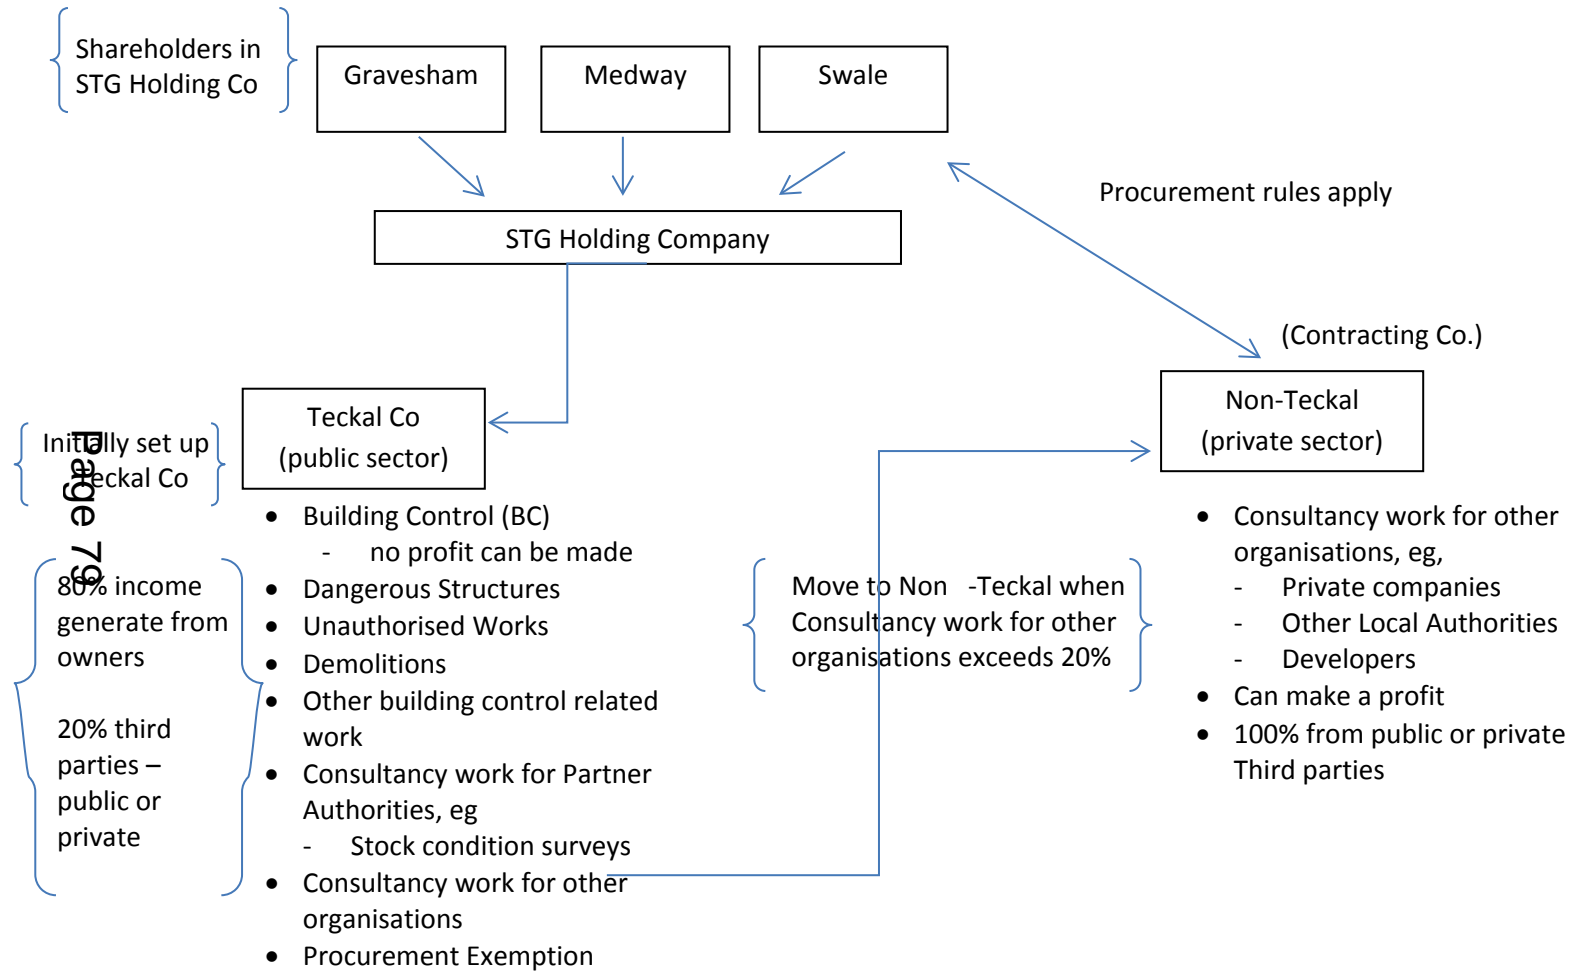 Shareholders in
STG Holding Co
Gravesham
Medway
Swale
Procurement rules apply
STG Holding Company
(Contracting Co.)
Teckal Co
(public sector)
Non-Teckal
(private sector)
Initially set up
Teckal Co
Page 79
80% income
generate from
owners
20% third
parties –
public or
private
• Building Control (BC)
- no profit can be made
• Dangerous Structures
• Unauthorised Works
• Demolitions
• Other building control related
work
• Consultancy work for Partner
Authorities, eg
- Stock condition surveys
• Consultancy work for other
organisations
• Procurement Exemption
Move to Non -Teckal when
Consultancy work for other
organisations exceeds 20%
• Consultancy work for other
organisations, eg,
- Private companies
- Other Local Authorities
- Developers
• Can make a profit
• 100% from public or private
Third parties